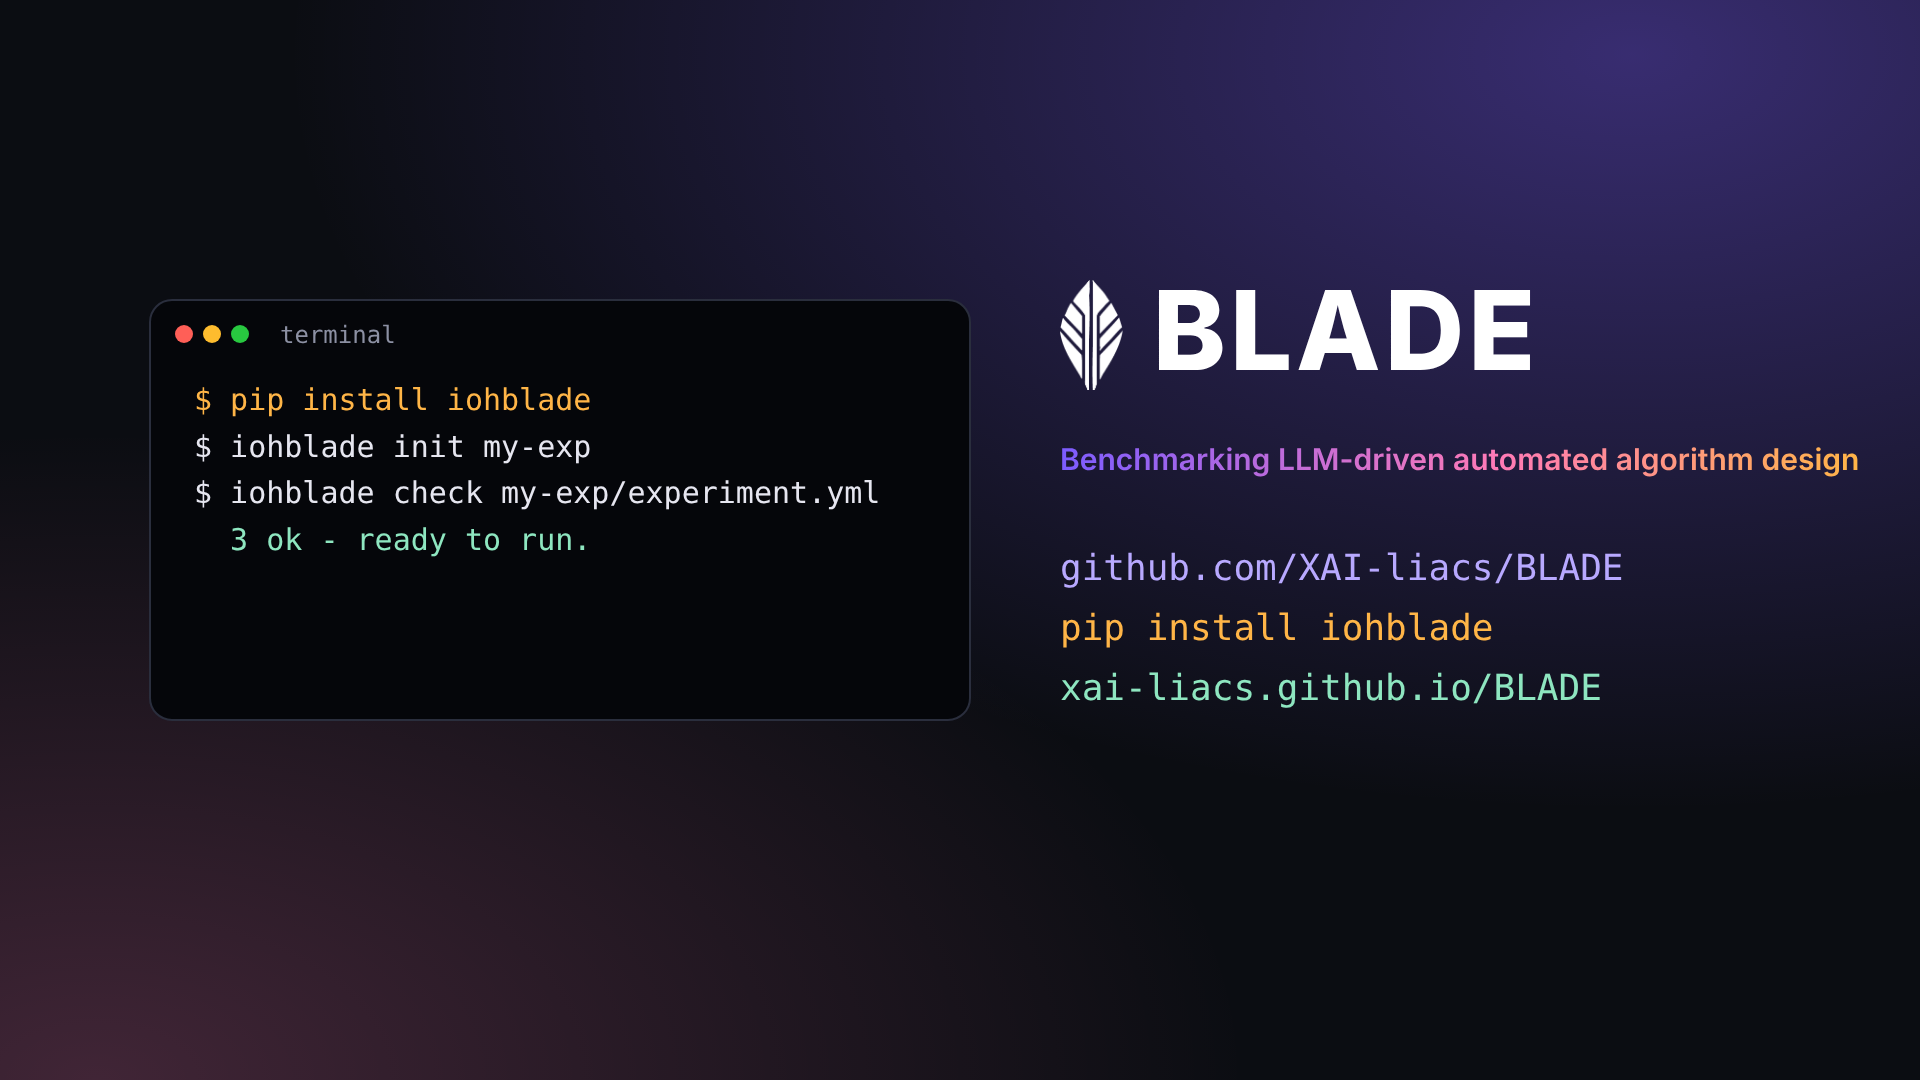 terminal
$ pip install iohblade
$ iohblade init my-exp
$ iohblade check my-exp/experiment.yml
3 ok - ready to run.
BLADE
Benchmarking LLM-driven automated algorithm design
github.com/XAI-liacs/BLADE
pip install iohblade
xai-liacs.github.io/BLADE